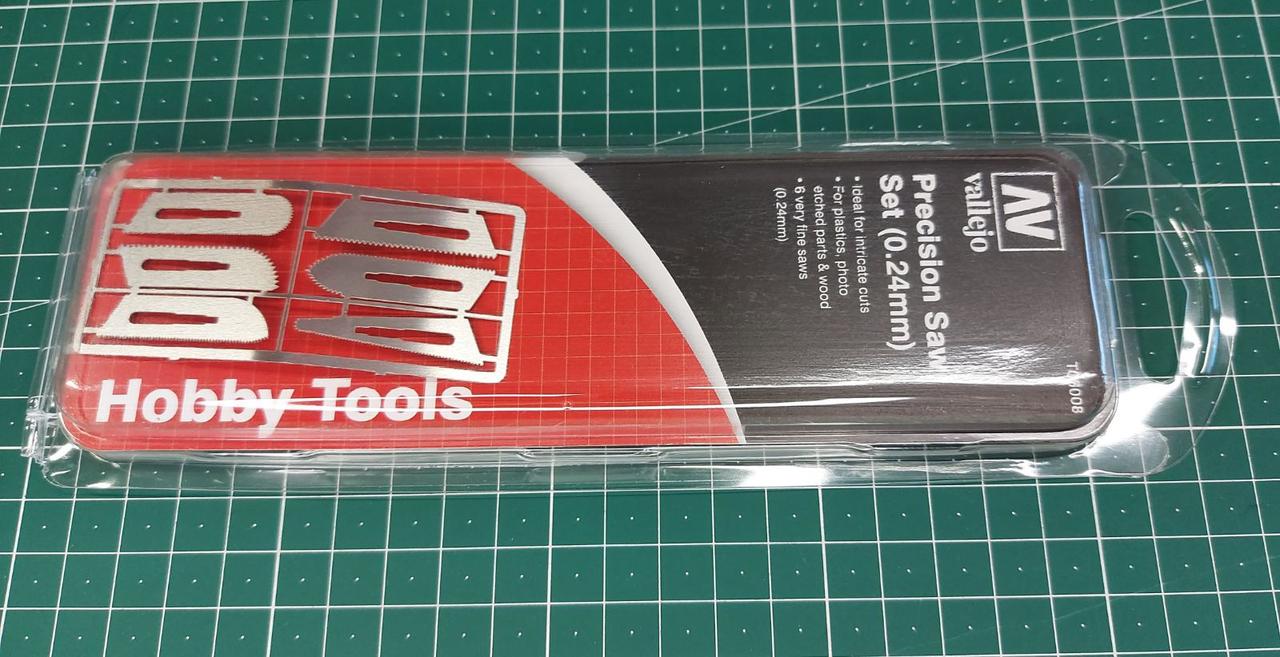 AV
vallejo
Precision Saw
Set (0.24mm)
• Ideal for intricate cuts
• For plastics, photo
etched parts & wood
• 6 very fine saws
(0.24mm)
Hobby Tools